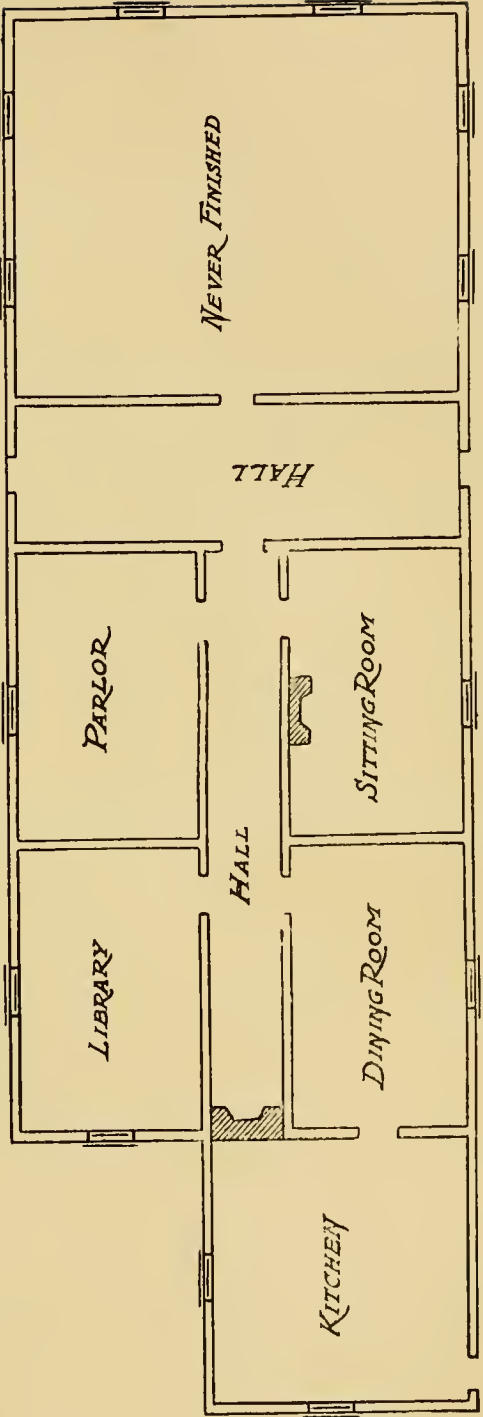 NEVER FINISHED
HALL
PARLOR
SITTING ROOM
HALL
LIBRARY
DINING ROOM
KITCHEN